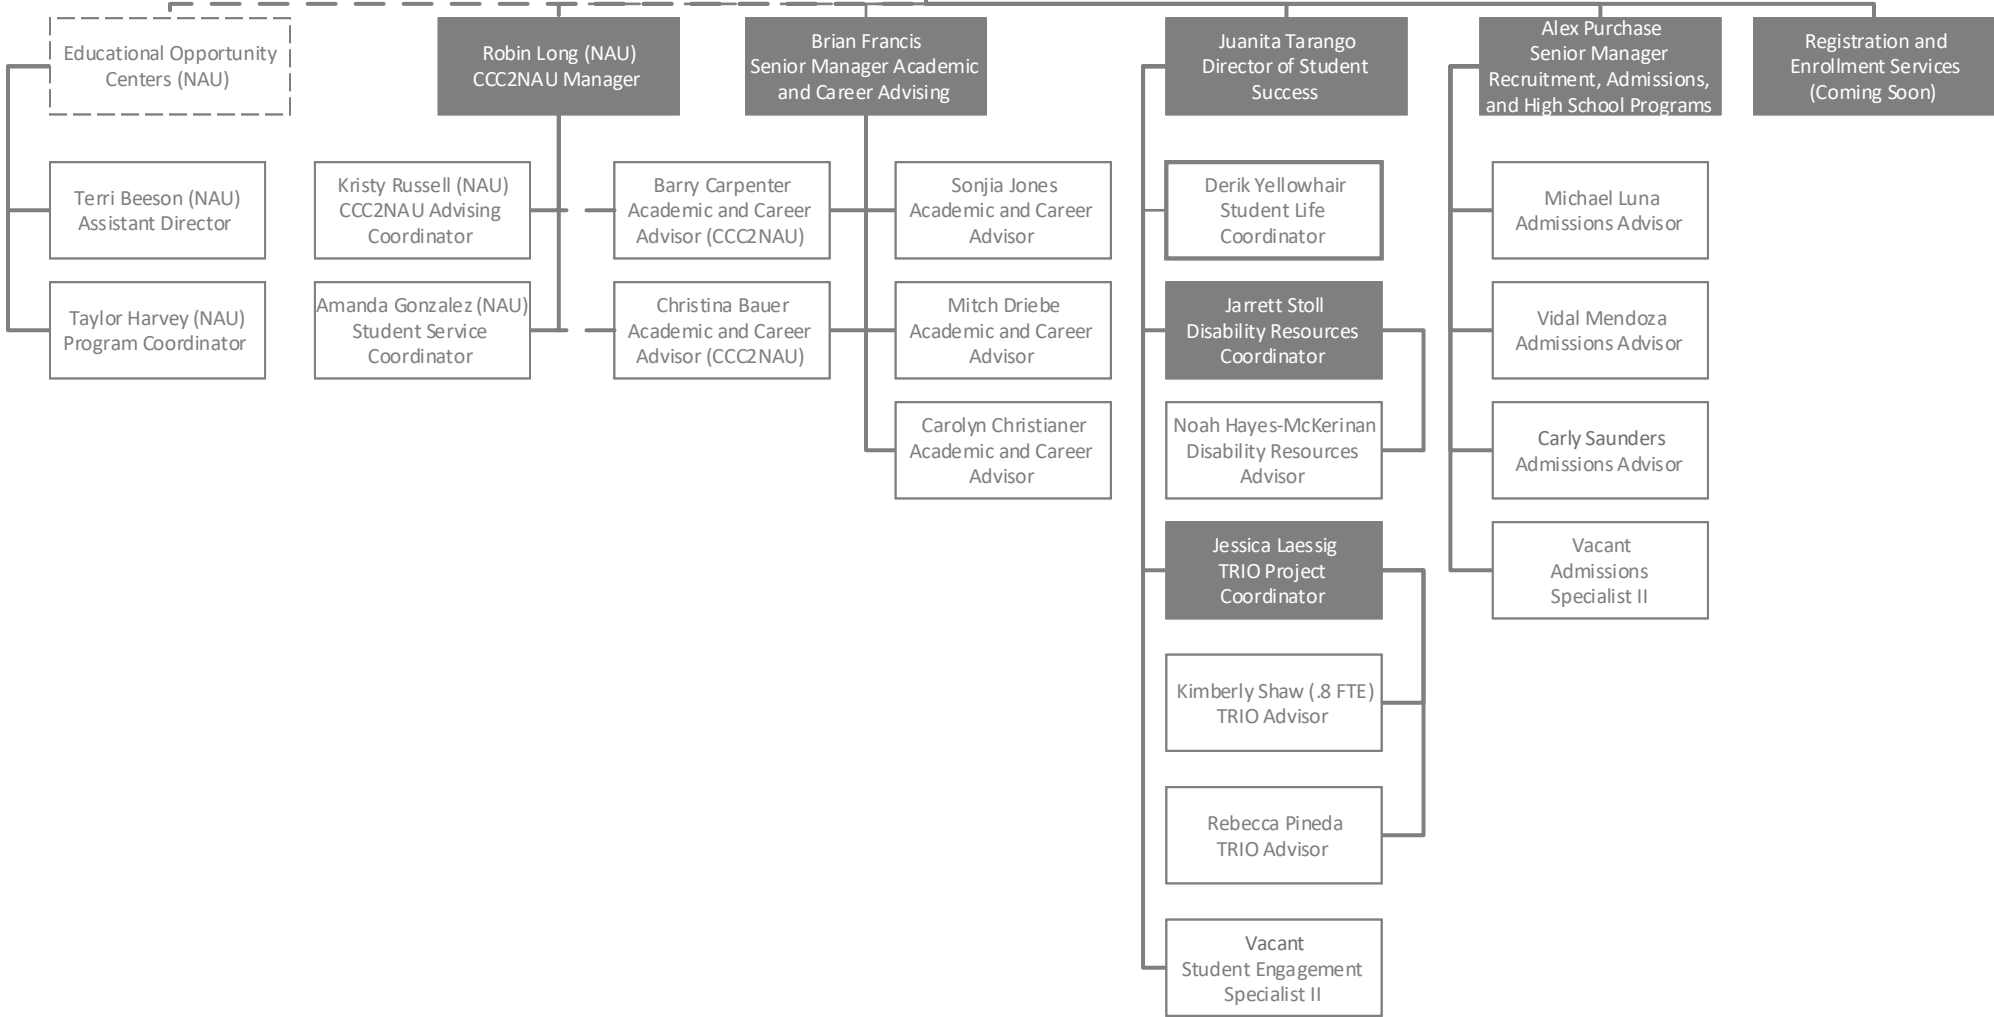 Educational Opportunity
Centers (NAU)
Robin Long (NAU)
CCC2NAU Manager
Brian Francis
Senior Manager Academic
and Career Advising
Juanita Tarango
Director of Student
Success
Alex Purchase
Senior Manager
Recruitment, Admissions,
and High School Programs
Registration and
Enrollment Services
(Coming Soon)
Terri Beeson (NAU)
Assistant Director
Kristy Russell (NAU)
CCC2NAU Advising
Coordinator
Barry Carpenter
Academic and Career
Advisor (CCC2NAU)
Sonjia Jones
Academic and Career
Advisor
Derik Yellowhair
Student Life
Coordinator
Michael Luna
Admissions Advisor
Taylor Harvey (NAU)
Program Coordinator
Amanda Gonzalez (NAU)
Student Service
Coordinator
Christina Bauer
Academic and Career
Advisor (CCC2NAU)
Mitch Driebe
Academic and Career
Advisor
Jarrett Stoll
Disability Resources
Coordinator
Vidal Mendoza
Admissions Advisor
Carolyn Christianer
Academic and Career
Advisor
Noah Hayes-McKerinan
Disability Resources
Advisor
Carly Saunders
Admissions Advisor
Jessica Laessig
TRIO Project
Coordinator
Vacant
Admissions
Specialist II
Kimberly Shaw (.8 FTE)
TRIO Advisor
Rebecca Pineda
TRIO Advisor
Vacant
Student Engagement
Specialist II